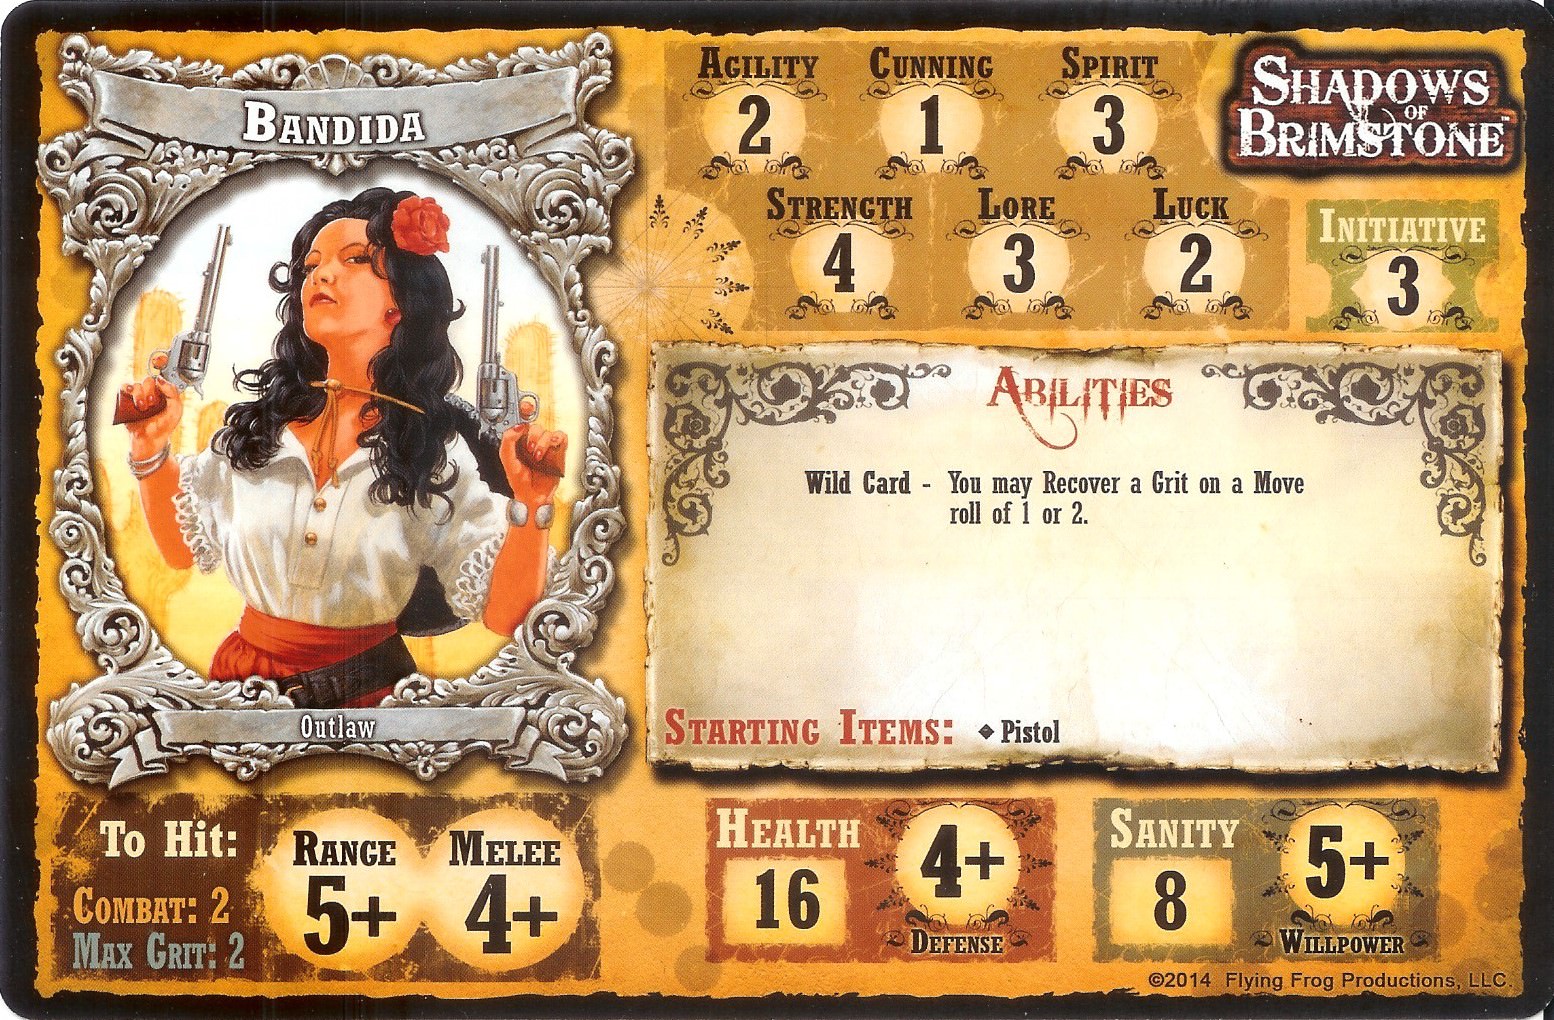 BANDIDA
Outlaw
AGILITY
2
CUNNING
1
SPIRIT
3
SHADOWS
OF
BRIMSTONE™
STRENGTH
4
LORE
3
LUCK
2
INITIATIVE
3
ABILITIES
Wild Card - You may Recover a Grit on a Move
roll of 1 or 2.
STARTING ITEMS: ◆ Pistol
To Hit:
COMBAT: 2
MAX GRIT: 2
RANGE
5+
MELEE
4+
HEALTH
16
4+
DEFENSE
SANITY
8
5+
WILLPOWER
©2014 Flying Frog Productions, LLC.